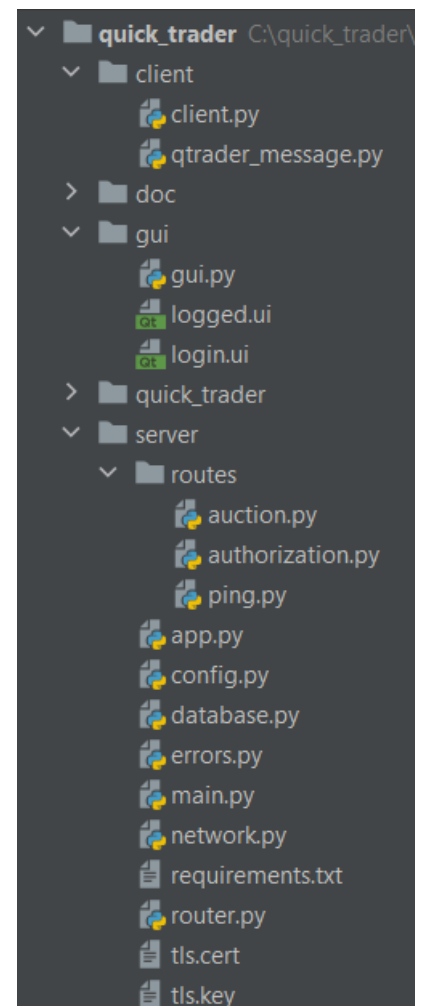 quick_trader C:\quick_trader\
client
client.py
qtrader_message.py
doc
gui
gui.py
Qt logged.ui
Qt login.ui
quick_trader
server
routes
auction.py
authorization.py
ping.py
app.py
config.py
database.py
errors.py
main.py
network.py
requirements.txt
router.py
tls.cert
tls.key